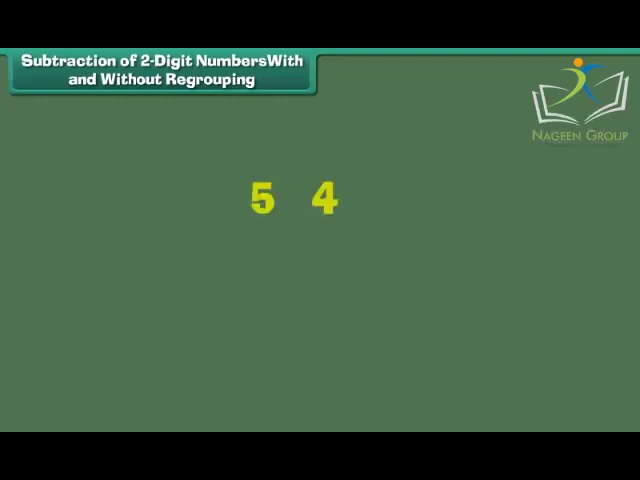 Subtraction of 2-Digit NumbersWith
and Without Regrouping
NAGEEN GROUP
5 4